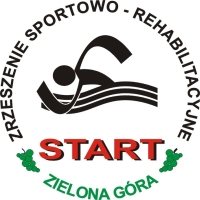 ZRZESZENIE SPORTOWO - REHABILITACYJNE
START
ZIELONA GÓRA